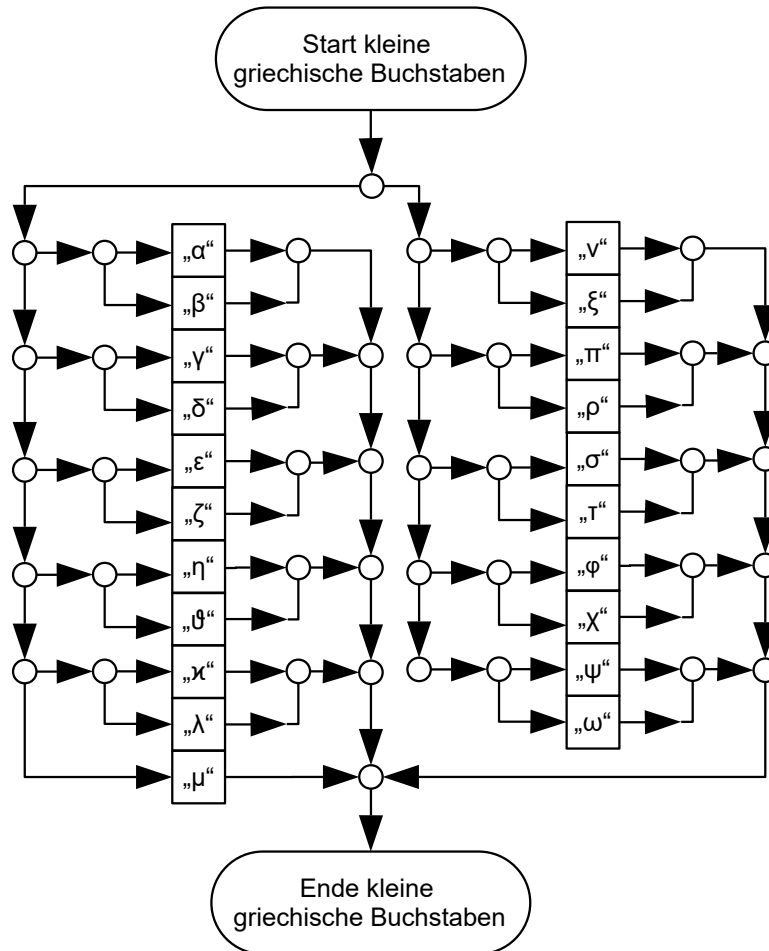 Start kleine
griechische Buchstaben
„α“
„β“
„γ“
„δ“
„ε“
„ζ“
„η“
„ϑ“
„ϰ“
„λ“
„μ“
„ν“
„ξ“
„π“
„ρ“
„σ“
„τ“
„φ“
„χ“
„ψ“
„ω“
Ende kleine
griechische Buchstaben